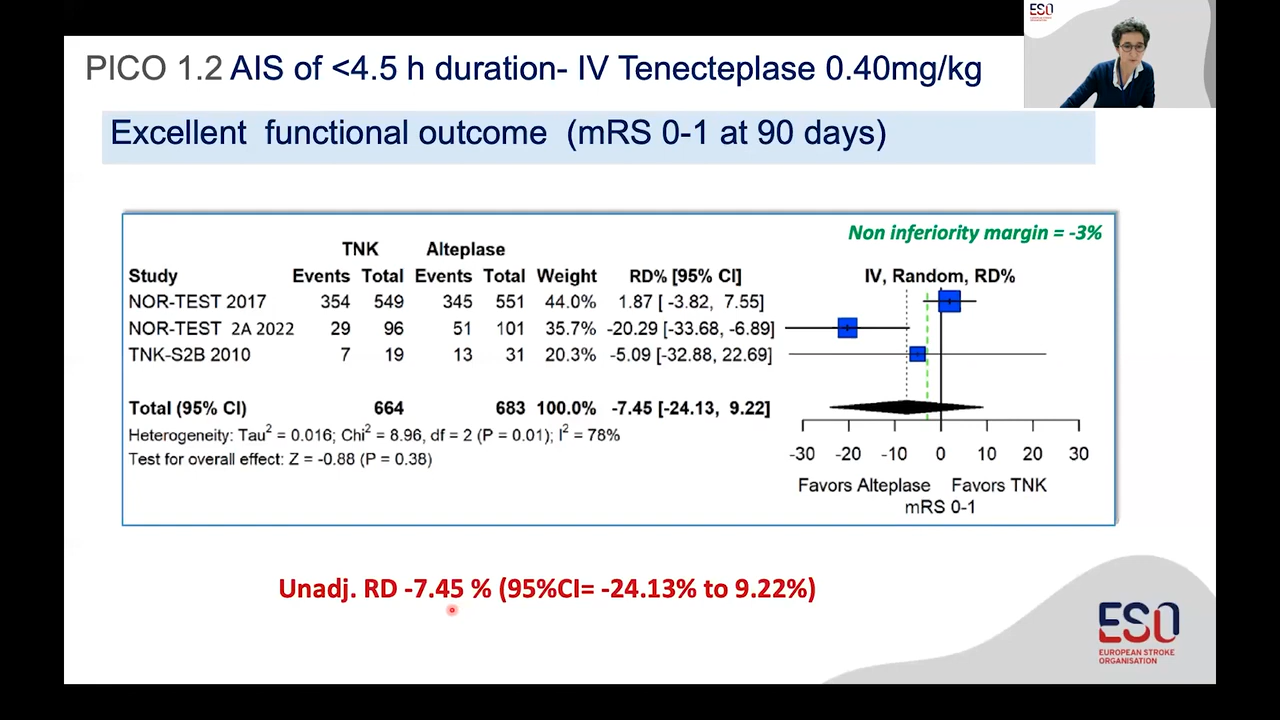 ESO
PICO 1.2 AIS of <4.5 h duration- IV Tenecteplase 0.40mg/kg
Excellent functional outcome (mRS 0-1 at 90 days)
Non inferiority margin = -3%
TNK Alteplase
Study Events Total Events Total Weight RD% [95% CI] IV, Random, RD%
NOR-TEST 2017 354 549 345 551 44.0% 1.87 [ -3.82, 7.55]
NOR-TEST 2A 2022 29 96 51 101 35.7% -20.29 [-33.68, -6.89]
TNK-S2B 2010 7 19 13 31 20.3% -5.09 [-32.88, 22.69]
Total (95% CI) 664 683 100.0% -7.45 [-24.13, 9.22]
Heterogeneity: Tau² = 0.016; Chi² = 8.96, df = 2 (P = 0.01); I² = 78%
Test for overall effect: Z = -0.88 (P = 0.38)
-30 -20 -10 0 10 20 30
Favors Alteplase Favors TNK
mRS 0-1
Unadj. RD -7.45 % (95%CI= -24.13% to 9.22%)
ESO
EUROPEAN STROKE
ORGANISATION